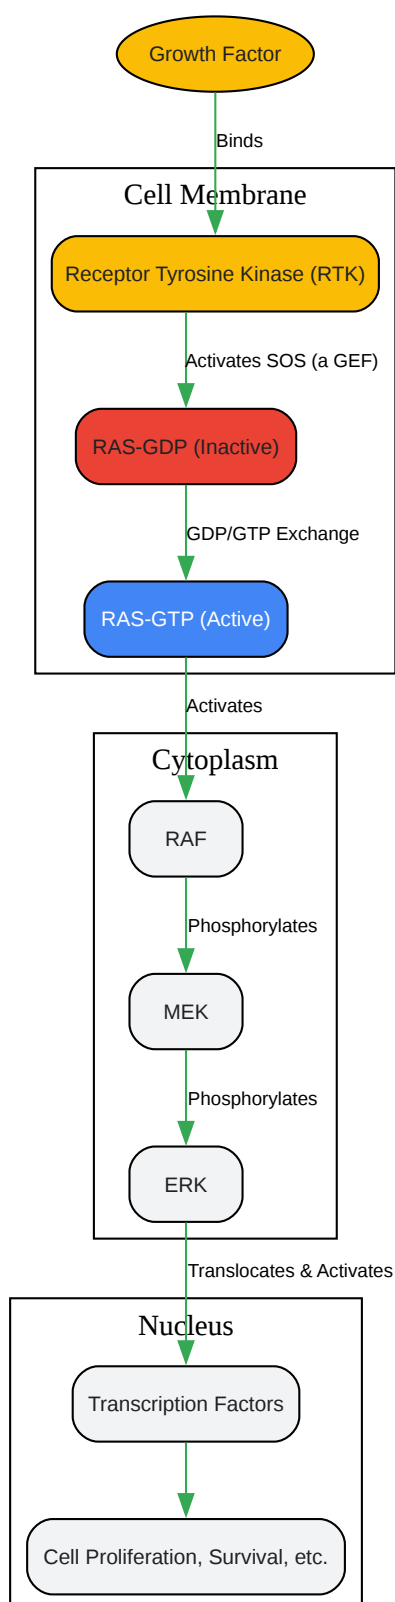 Growth Factor
Binds
Cell Membrane
Receptor Tyrosine Kinase (RTK)
Activates SOS (a GEF)
RAS-GDP (Inactive)
GDP/GTP Exchange
RAS-GTP (Active)
Activates
Cytoplasm
RAF
Phosphorylates
MEK
Phosphorylates
ERK
Translocates & Activates
Nucleus
Transcription Factors
Cell Proliferation, Survival, etc.